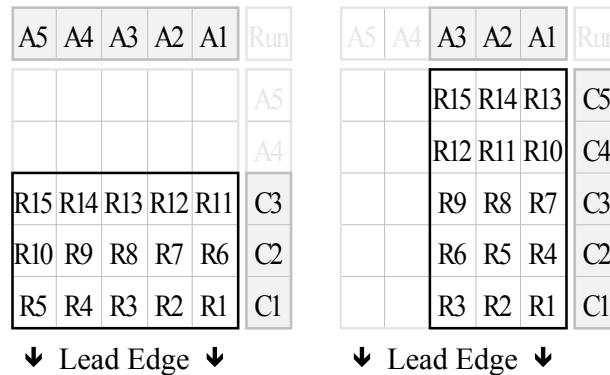 A5 A4 A3 A2 A1 Run
A5
A4
R15 R14 R13 R12 R11 C3
R10 R9 R8 R7 R6 C2
R5 R4 R3 R2 R1 C1
🡻 Lead Edge 🡻
A5 A4 A3 A2 A1 Run
R15 R14 R13 C5
R12 R11 R10 C4
R9 R8 R7 C3
R6 R5 R4 C2
R3 R2 R1 C1
🡻 Lead Edge 🡻